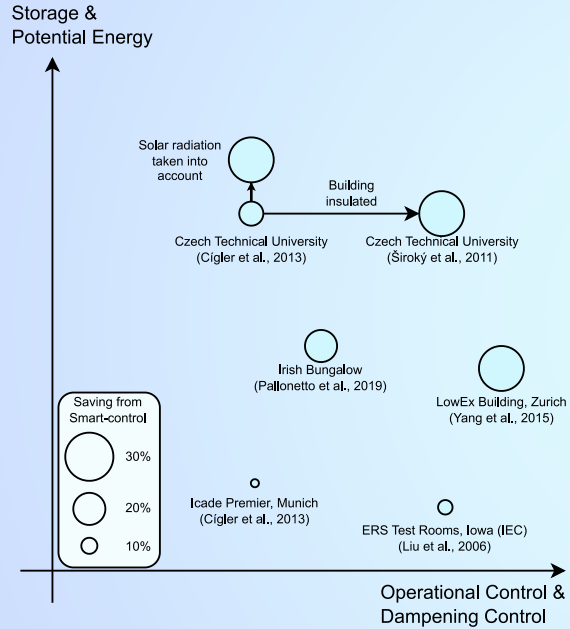 Storage &
Potential Energy
Solar radiation
taken into
account
Building
insulated
Czech Technical University
(Cígler et al., 2013)
Czech Technical University
(Široký et al., 2011)
Irish Bungalow
(Pallonetto et al., 2019)
LowEx Building, Zurich
(Yang et al., 2015)
Saving from
Smart-control
30%
20%
10%
Icade Premier, Munich
(Cígler et al., 2013)
ERS Test Rooms, Iowa (IEC)
(Liu et al., 2006)
Operational Control &
Dampening Control